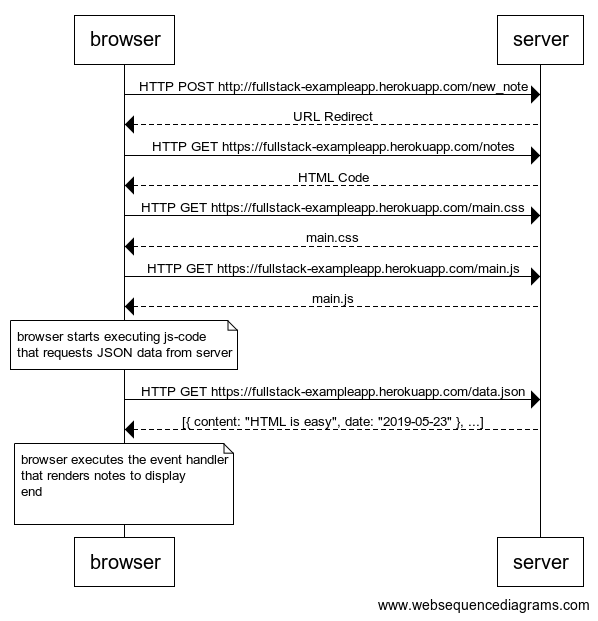 browser server
HTTP POST http://fullstack-exampleapp.herokuapp.com/new_note
URL Redirect
HTTP GET https://fullstack-exampleapp.herokuapp.com/notes
HTML Code
HTTP GET https://fullstack-exampleapp.herokuapp.com/main.css
main.css
HTTP GET https://fullstack-exampleapp.herokuapp.com/main.js
main.js
browser starts executing js-code
that requests JSON data from server
HTTP GET https://fullstack-exampleapp.herokuapp.com/data.json
[{ content: "HTML is easy", date: "2019-05-23" }, ...]
browser executes the event handler
that renders notes to display
end
browser server
www.websequencediagrams.com